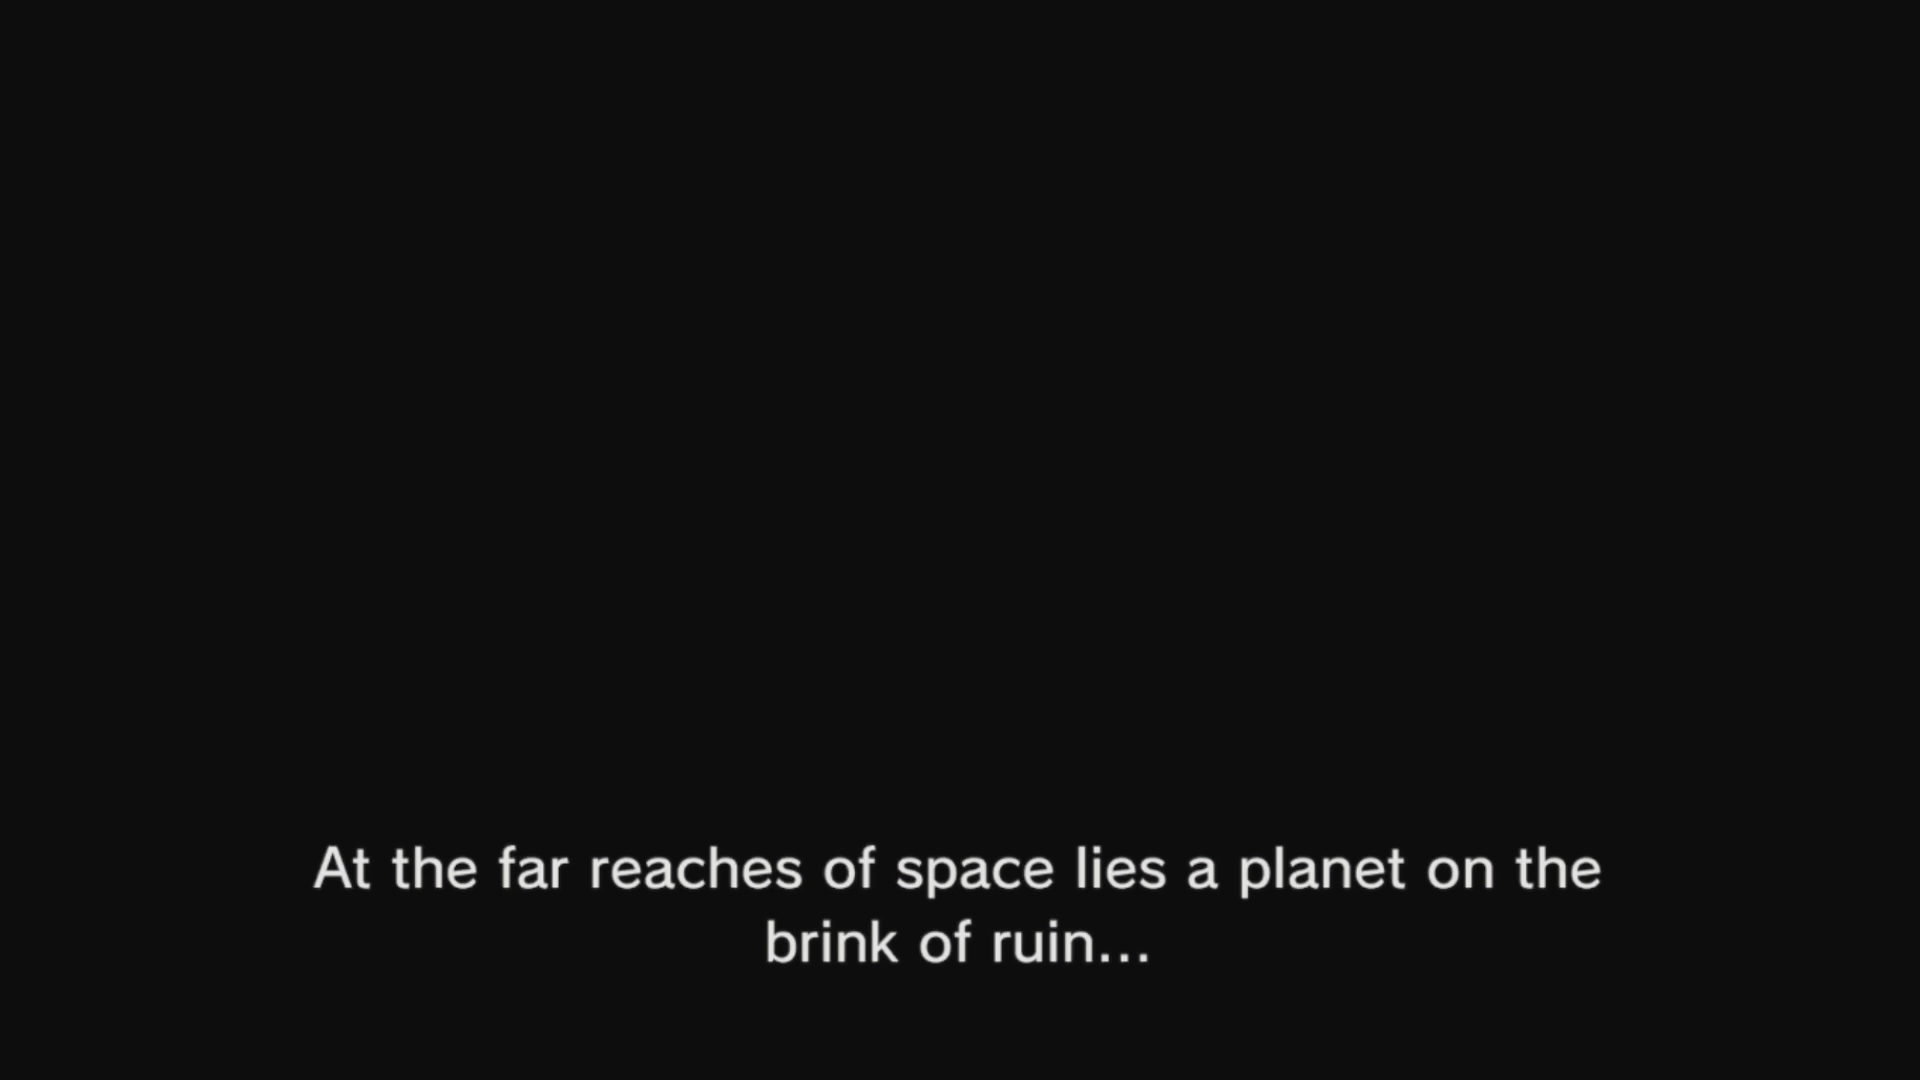 At the far reaches of space lies a planet on the
brink of ruin...